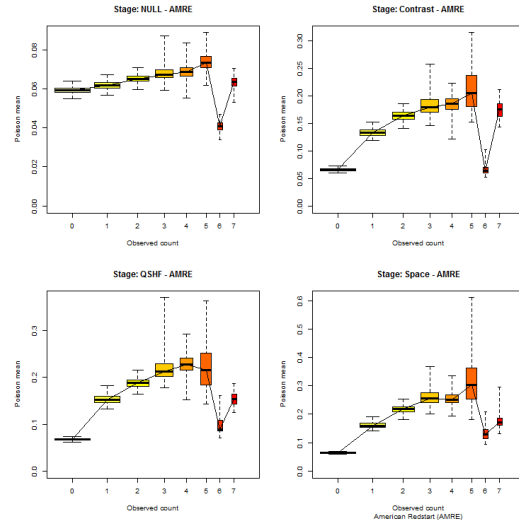 Stage: NULL - AMRE
Poisson mean
0.00 0.02 0.04 0.06 0.08
0 1 2 3 4 5 6 7
Observed count
Stage: Contrast - AMRE
Poisson mean
0.00 0.05 0.10 0.15 0.20 0.25 0.30
0 1 2 3 4 5 6 7
Observed count
Stage: QSHF - AMRE
Poisson mean
0.0 0.1 0.2 0.3
0 1 2 3 4 5 6 7
Observed count
Stage: Space - AMRE
Poisson mean
0.0 0.1 0.2 0.3 0.4 0.5 0.6
0 1 2 3 4 5 6 7
Observed count
American Redstart (AMRE)